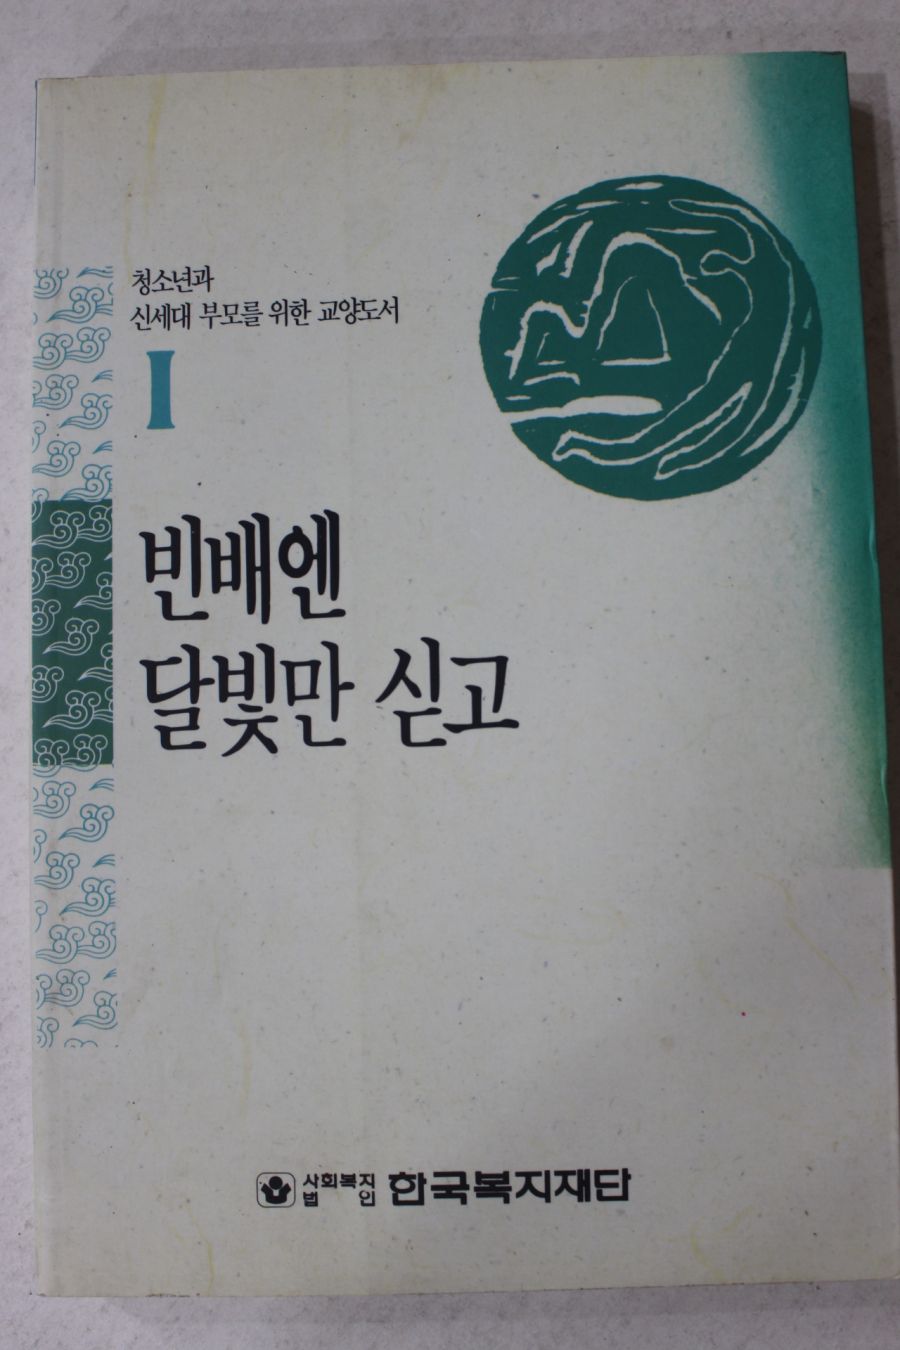 청소년과
신세대 부모를 위한 교양도서
I
빈배엔
달빛만 싣고
사회복지
법 인
한국복지재단